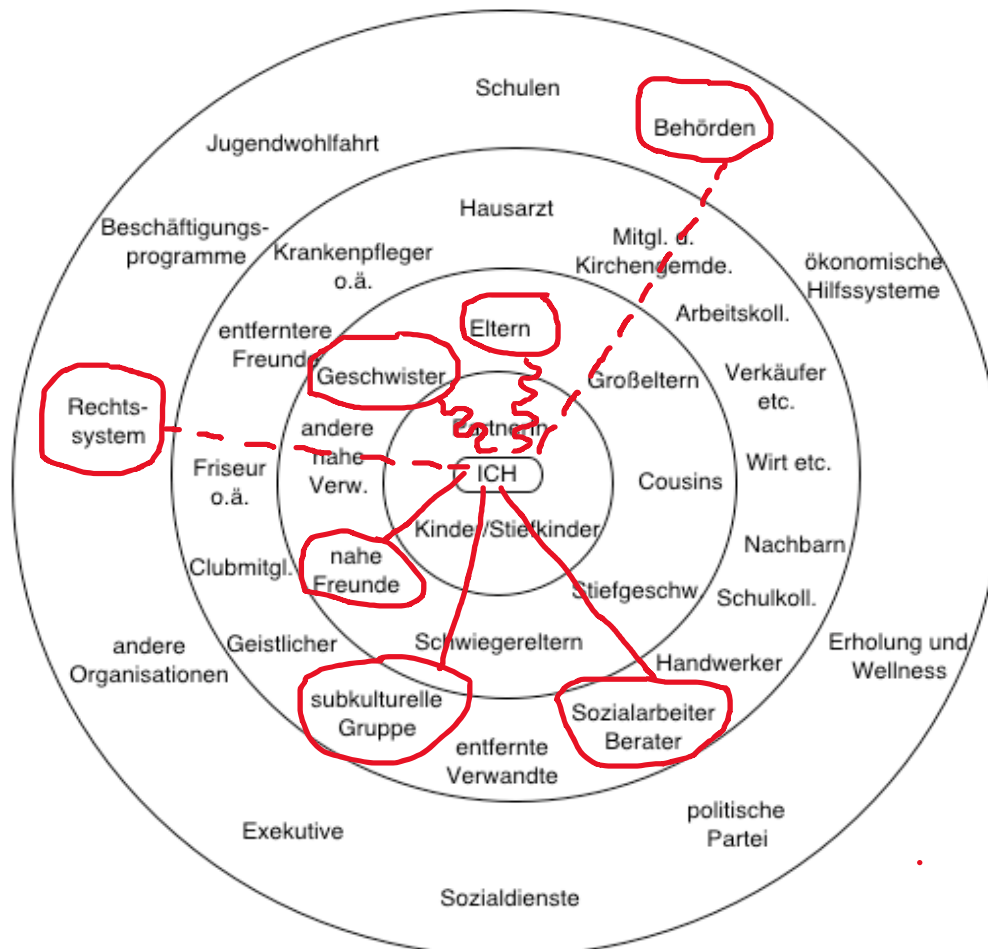 Schulen
Behörden
Jugendwohlfahrt
Hausarzt
Beschäftigungs-
programme
Krankenpfleger
o.ä.
Mitgl. d.
Kirchengemde.
ökonomische
Hilfssysteme
Arbeitskoll.
entferntere
Freunde
Eltern
Geschwister
Großeltern
Verkäufer
etc.
Rechts-
system
andere
nahe
Verw.
Partnerin
Friseur
o.ä.
ICH
Cousins
Wirt etc.
Kinder/Stiefkinder
Clubmitgl.
nahe
Freunde
Nachbarn
Stiefgeschw.
Schulkoll.
andere
Organisationen
Geistlicher
Schwiegereltern
Handwerker
Erholung und
Wellness
subkulturelle
Gruppe
Sozialarbeiter
Berater
entfernte
Verwandte
Exekutive
politische
Partei
Sozialdienste